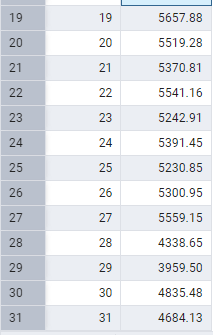 19 19 5657.88
20 20 5519.28
21 21 5370.81
22 22 5541.16
23 23 5242.91
24 24 5391.45
25 25 5230.85
26 26 5300.95
27 27 5559.15
28 28 4338.65
29 29 3959.50
30 30 4835.48
31 31 4684.13